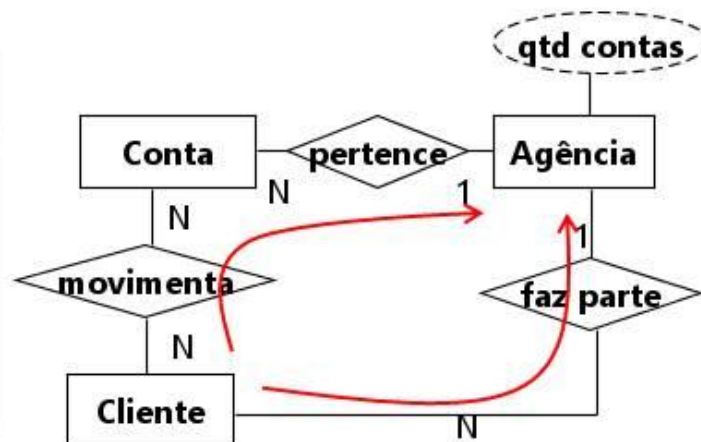 qtd contas
Conta
pertence
Agência
N
1
N
1
movimenta
faz parte
N
Cliente
N